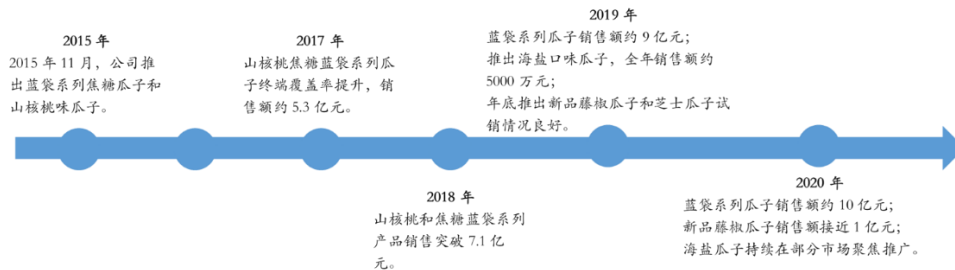 2015 年
2015 年 11 月，公司推
出蓝袋系列焦糖瓜子和
山核桃味瓜子。
2017 年
山核桃焦糖蓝袋系列瓜
子终端覆盖率提升，销
售额约 5.3 亿元。
2018 年
山核桃和焦糖蓝袋系列
产品销售突破 7.1 亿
元。
2019 年
蓝袋系列瓜子销售额约 9 亿元；
推出海盐口味瓜子，全年销售额约
5000 万元；
年底推出新品藤椒瓜子和芝士瓜子试
销情况良好。
2020 年
蓝袋系列瓜子销售额约 10 亿元；
新品藤椒瓜子销售额接近 1 亿元；
海盐瓜子持续在部分市场聚焦推广。